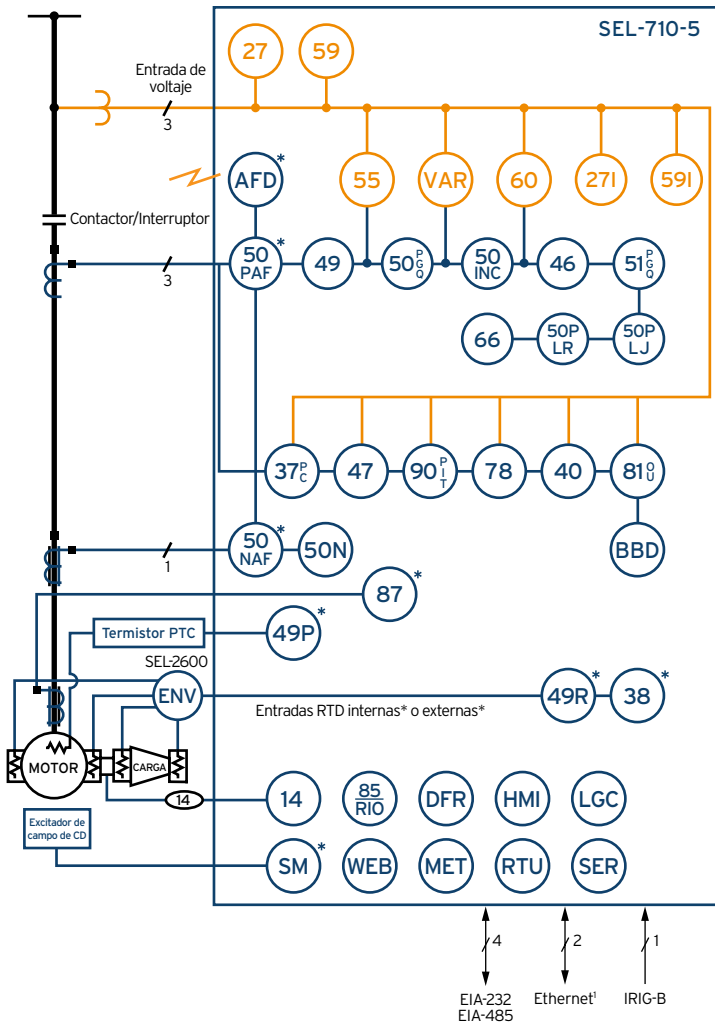 SEL-710-5
27
59
Entrada de
voltaje
3
AFD*
55
VAR
60
27I
59I
Contactor/Interruptor
3
50
PAF
*
49
50 P
G
Q
50
INC
46
51 P
G
Q
66
50P
LR
50P
LJ
37 P
C
47
90 P
I
T
78
40
81 O
U
1
50
NAF
*
50N
BBD
87*
Termistor PTC
49P*
SEL-2600
ENV
Entradas RTD internas* o externas*
49R*
38*
MOTOR
CARGA
14
14
85
RIO
DFR
HMI
LGC
Excitador de
campo de CD
SM*
WEB
MET
RTU
SER
4
2
1
EIA-232
EIA-485
Ethernet¹
IRIG-B